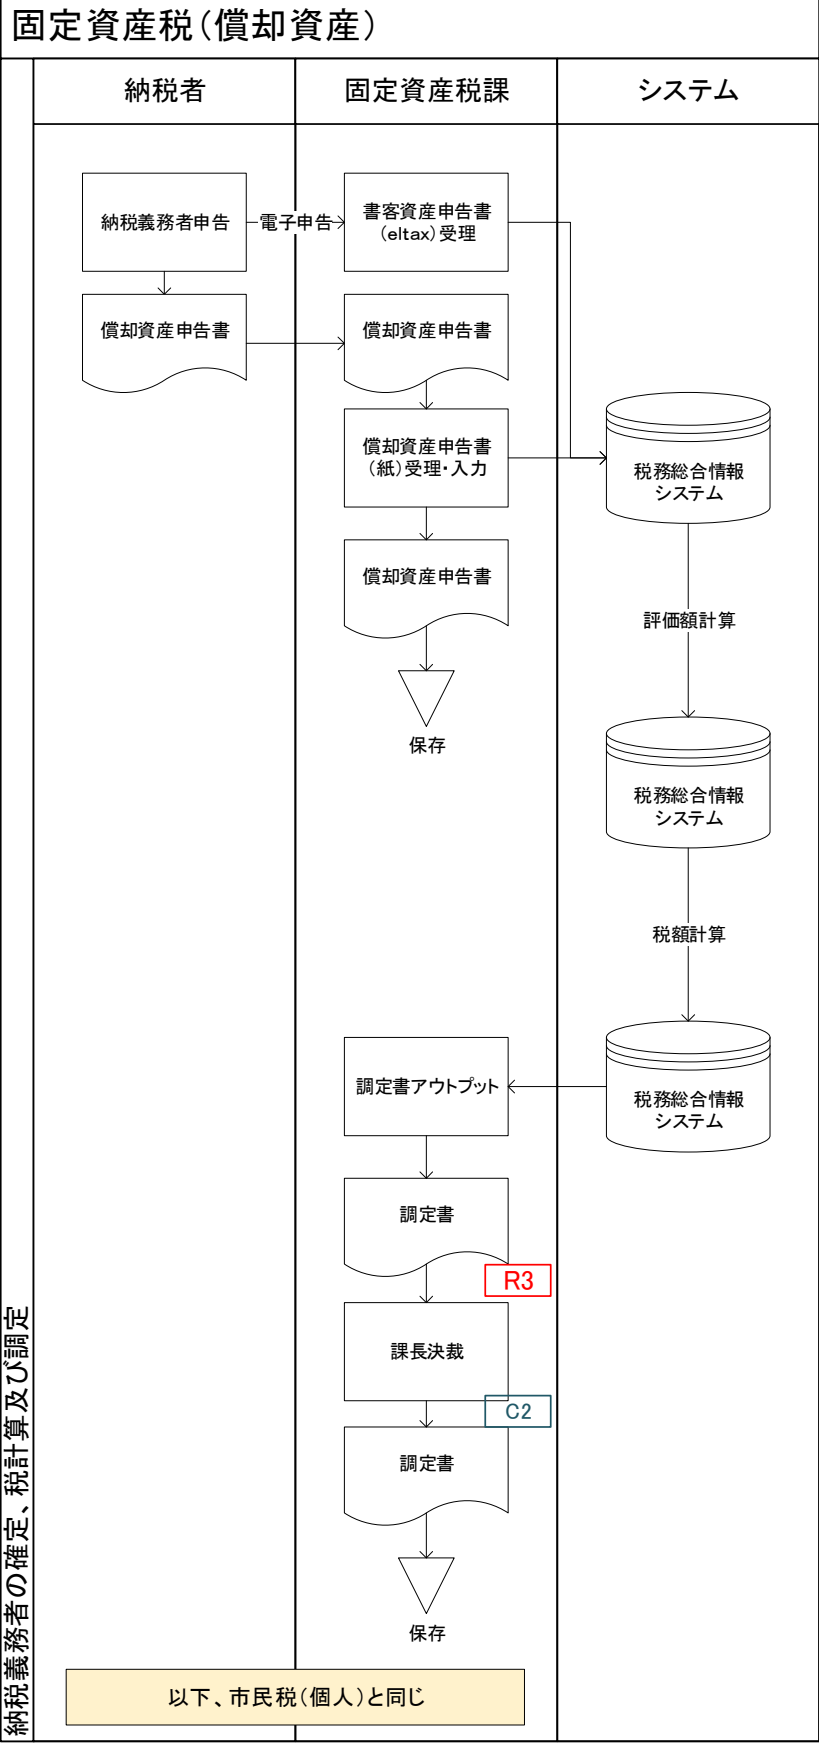 固定資産税（償却資産）
納税者
固定資産税課
システム
納税義務者の確定、税計算及び調定
納税義務者申告
電子申告
書客資産申告書
（eltax）受理
償却資産申告書
償却資産申告書
償却資産申告書
（紙）受理・入力
税務総合情報
システム
償却資産申告書
保存
評価額計算
税務総合情報
システム
税額計算
税務総合情報
システム
調定書アウトプット
調定書
R3
課長決裁
C2
調定書
保存
以下、市民税（個人）と同じ